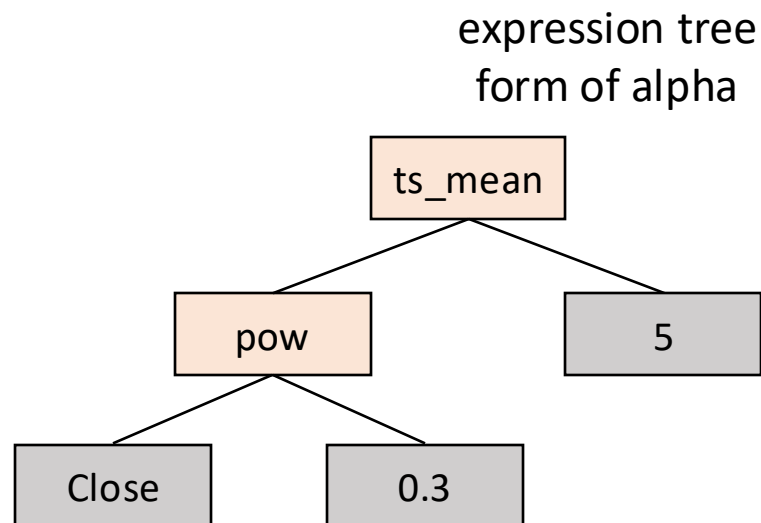 expression tree
form of alpha
ts_mean
pow
5
Close
0.3